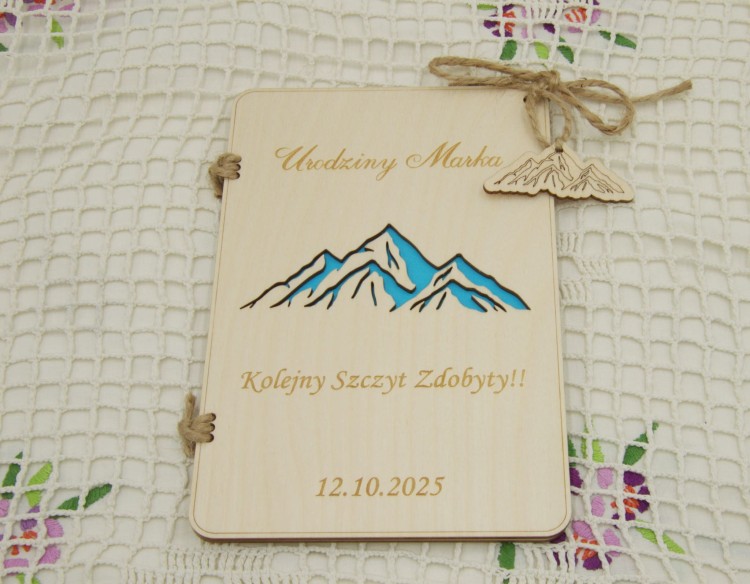 Urodziny Marka
Kolejny Szczyt Zdobyty!!
12.10.2025